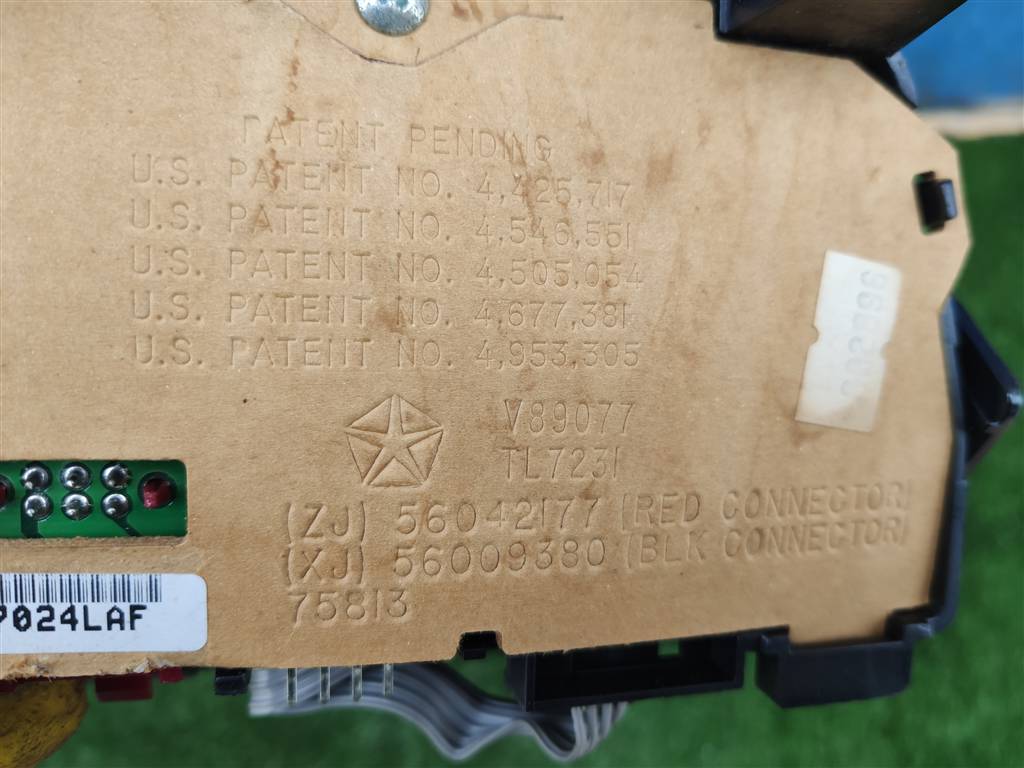 PATENT PENDING
U.S. PATENT NO. 4,425,717
U.S. PATENT NO. 4,546,551
U.S. PATENT NO. 4,505,054
U.S. PATENT NO. 4,677,381
U.S. PATENT NO. 4,953,305
V89077
TL7231
(ZJ) 56042177 (RED CONNECTOR)
(XJ) 56009380 (BLK CONNECTOR)
75813
7024LAF